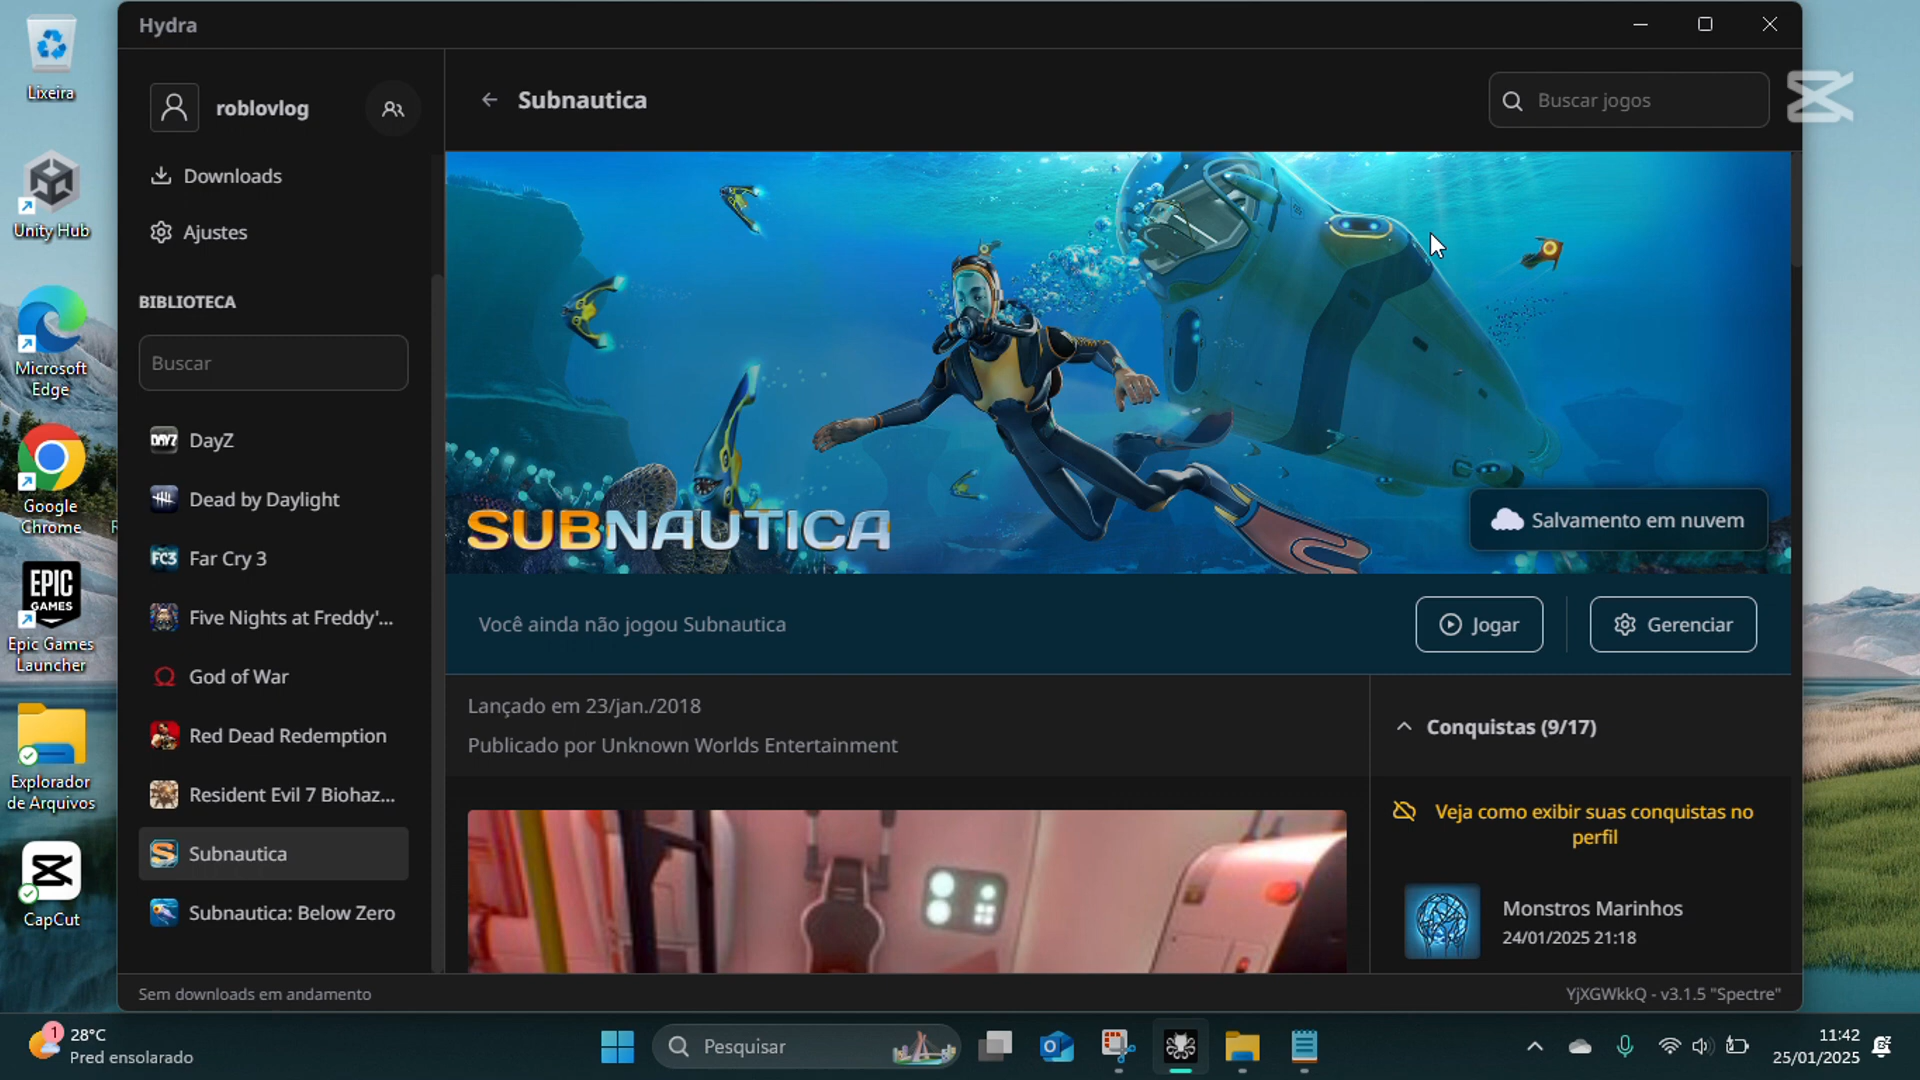 Hydra
Lixeira
Unity Hub
Microsoft
Edge
Google
Chrome
EPIC
GAMES
Epic Games
Launcher
Explorador
de Arquivos
CapCut
roblovlog
Downloads
Ajustes
BIBLIOTECA
Buscar
DAYZ
DayZ
Dead by Daylight
FC3
Far Cry 3
Five Nights at Freddy'...
God of War
Red Dead Redemption
Resident Evil 7 Biohaz...
Subnautica
Subnautica: Below Zero
Subnautica
Buscar jogos
SUBNAUTICA
Salvamento em nuvem
Você ainda não jogou Subnautica
Jogar
Gerenciar
Lançado em 23/jan./2018
Publicado por Unknown Worlds Entertainment
Conquistas (9/17)
Veja como exibir suas conquistas no
perfil
Monstros Marinhos
24/01/2025 21:18
Sem downloads em andamento
YjXGWkkQ - v3.1.5 "Spectre"
1
28°C
Pred ensolarado
Pesquisar
11:42
25/01/2025